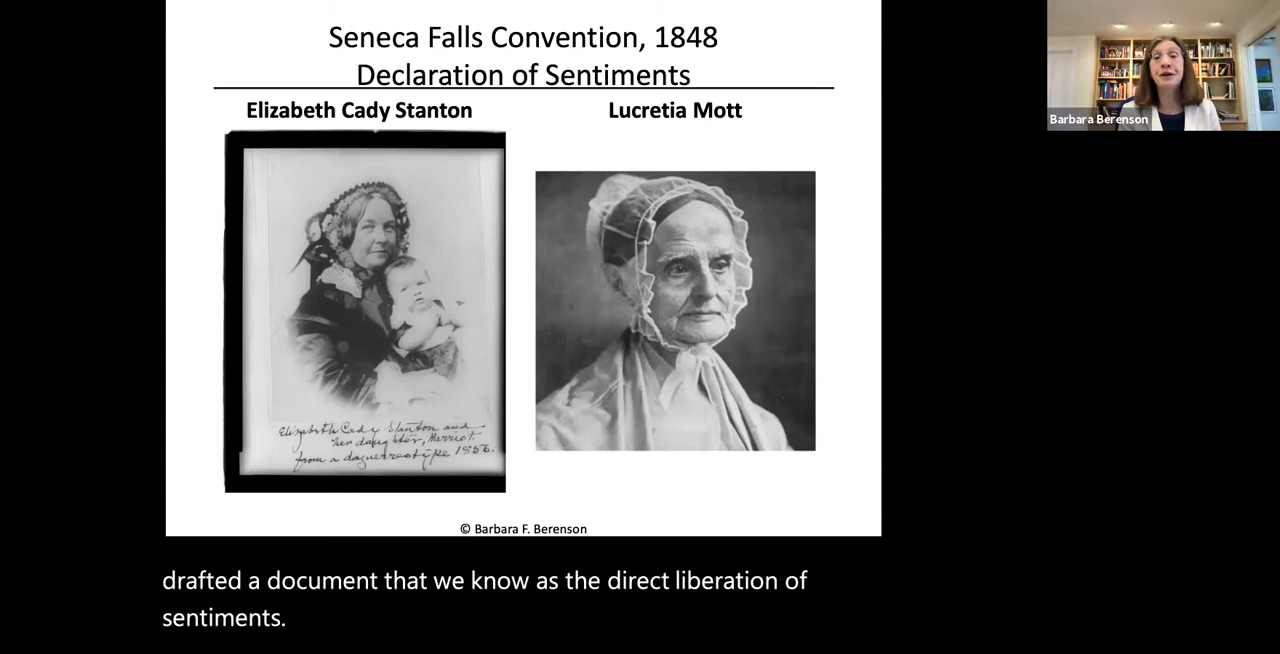 Seneca Falls Convention, 1848
Declaration of Sentiments
Elizabeth Cady Stanton
Lucretia Mott
Elizabeth Cady Stanton and
her daughter, Harriot.
from a daguerreotype 1856.
© Barbara F. Berenson
Barbara Berenson
drafted a document that we know as the direct liberation of
sentiments.